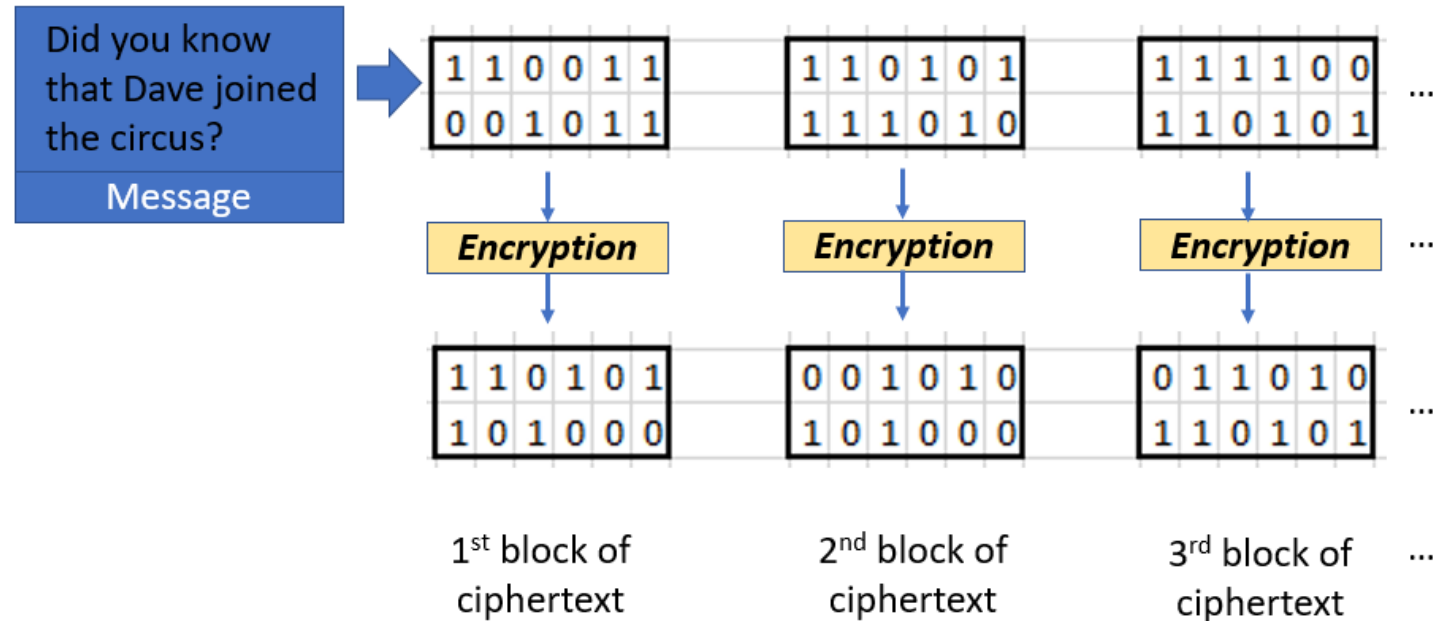 Did you know
that Dave joined
the circus?
Message
1 1 0 0 1 1
0 0 1 0 1 1
1 1 0 1 0 1
1 1 1 0 1 0
1 1 1 1 0 0
1 1 0 1 0 1
...
Encryption
Encryption
Encryption
...
1 1 0 1 0 1
1 0 1 0 0 0
0 0 1 0 1 0
1 0 1 0 0 0
0 1 1 0 1 0
1 1 0 1 0 1
...
1st block of
ciphertext
2nd block of
ciphertext
3rd block of
ciphertext
...